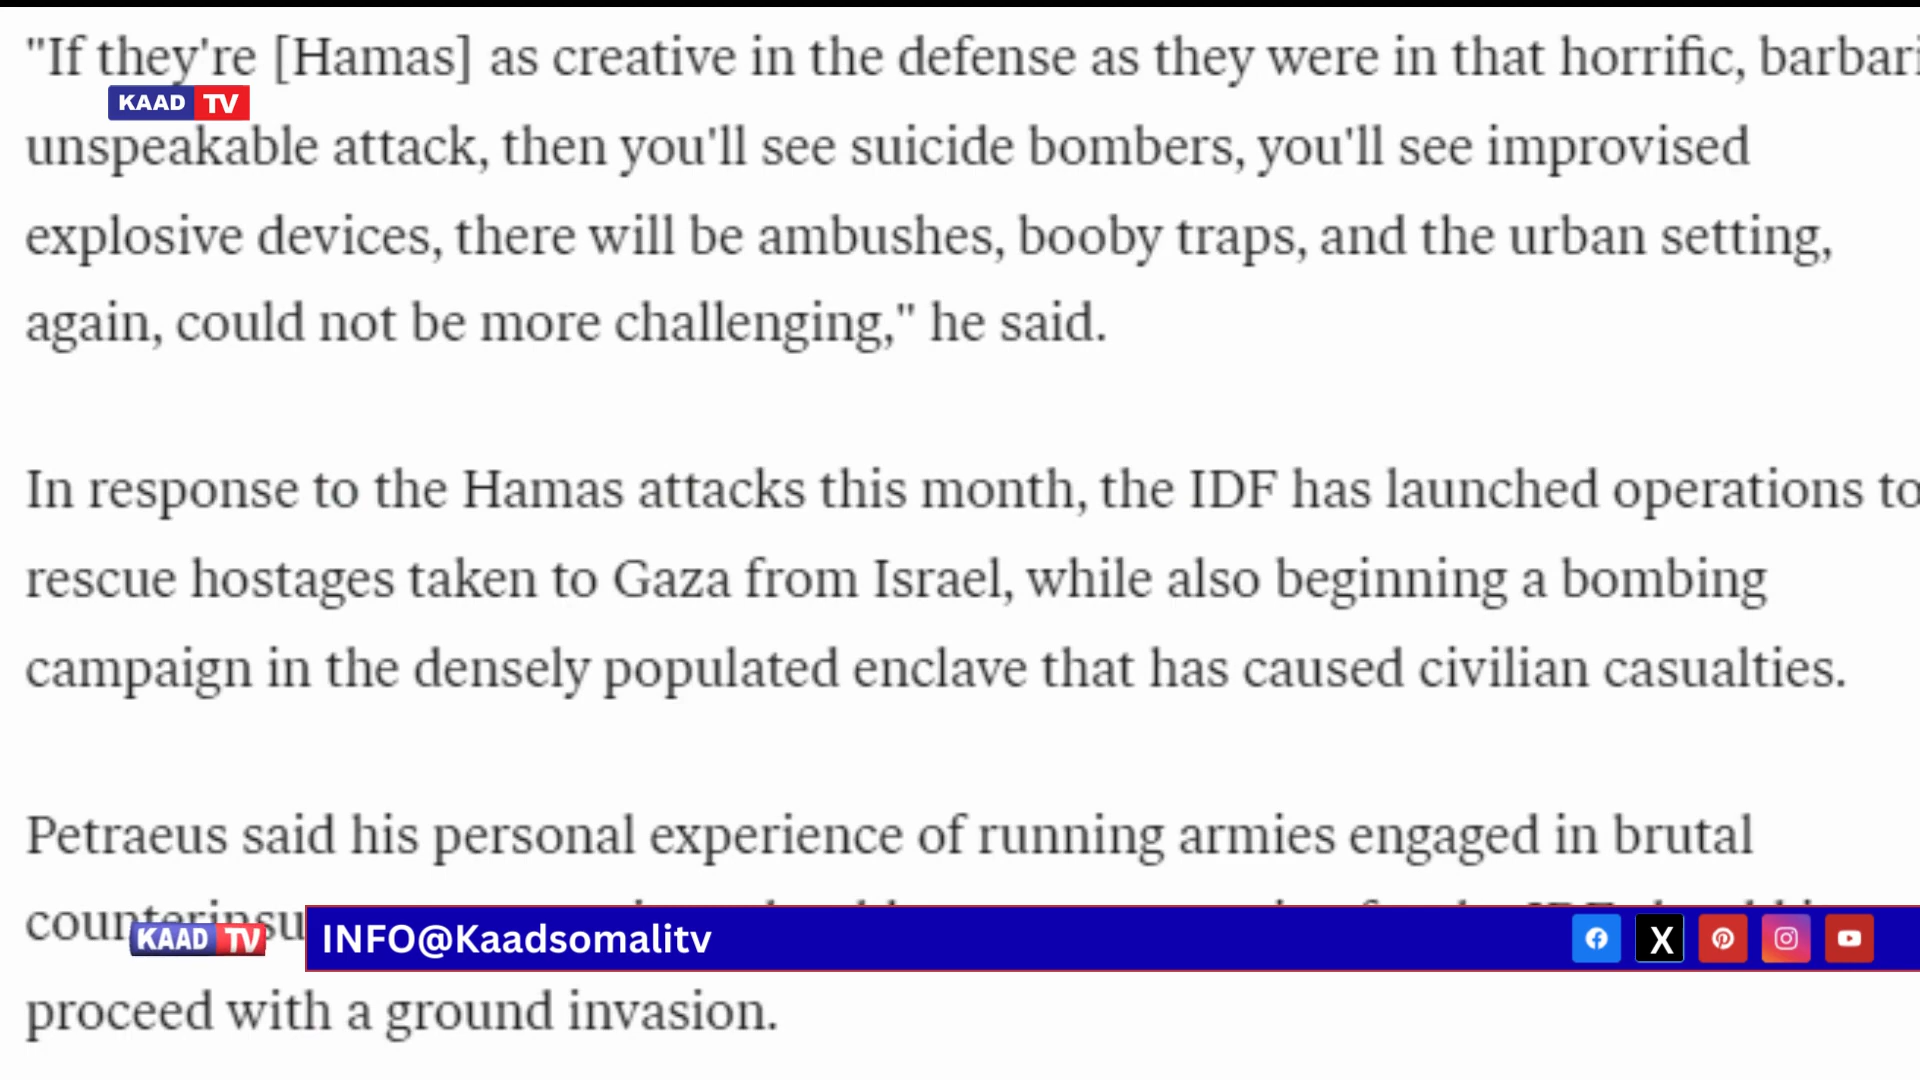 "If they're [Hamas] as creative in the defense as they were in that horrific, barbari
KAAD TV
unspeakable attack, then you'll see suicide bombers, you'll see improvised
explosive devices, there will be ambushes, booby traps, and the urban setting,
again, could not be more challenging," he said.
In response to the Hamas attacks this month, the IDF has launched operations to
rescue hostages taken to Gaza from Israel, while also beginning a bombing
campaign in the densely populated enclave that has caused civilian casualties.
Petraeus said his personal experience of running armies engaged in brutal
KAAD TV INFO@Kaadsomalitv
proceed with a ground invasion.